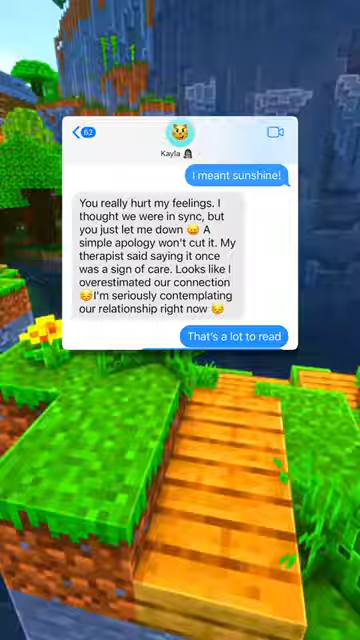 62
Kayla
I meant sunshine!
You really hurt my feelings. I
thought we were in sync, but
you just let me down 😞 A
simple apology won't cut it. My
therapist said saying it once
was a sign of care. Looks like I
overestimated our connection
😔I'm seriously contemplating
our relationship right now 😔
That's a lot to read